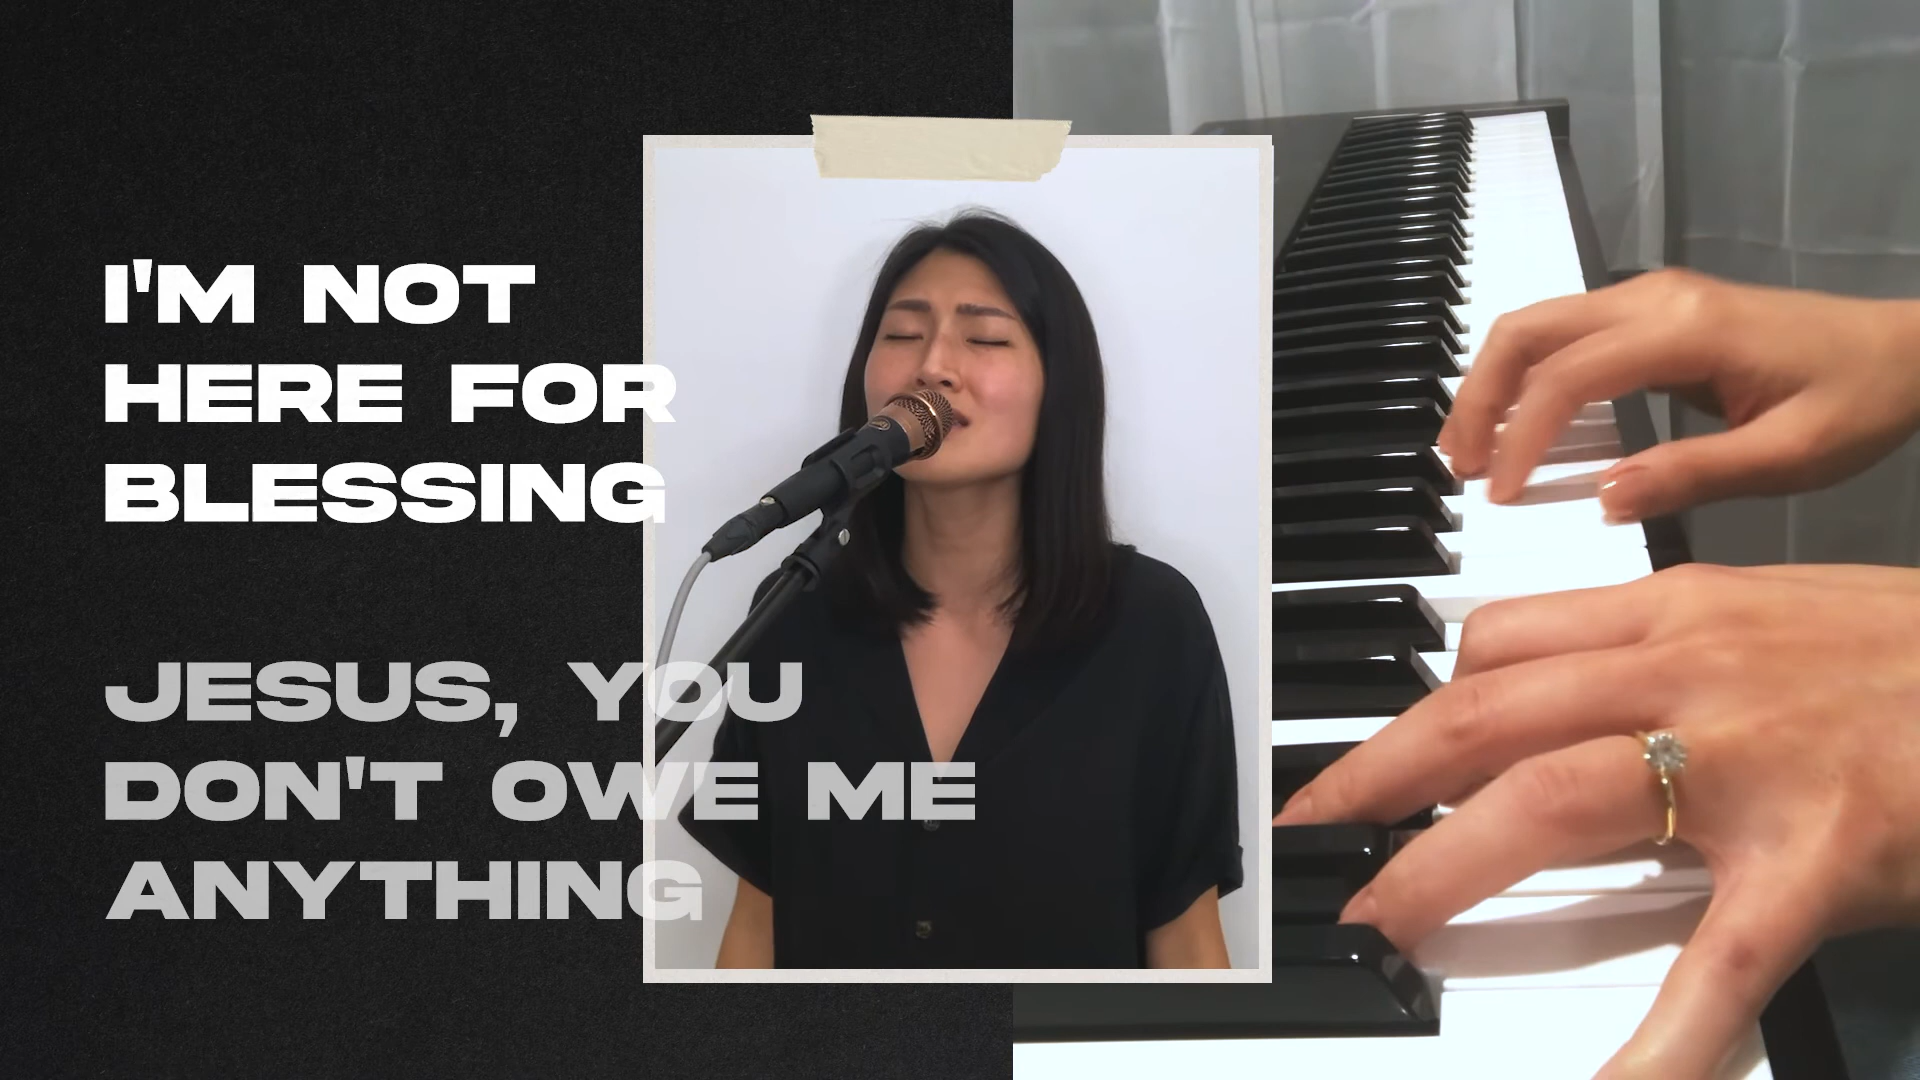 I'M NOT
HERE FOR
BLESSING
JESUS, YOU
DON'T OWE ME
ANYTHING